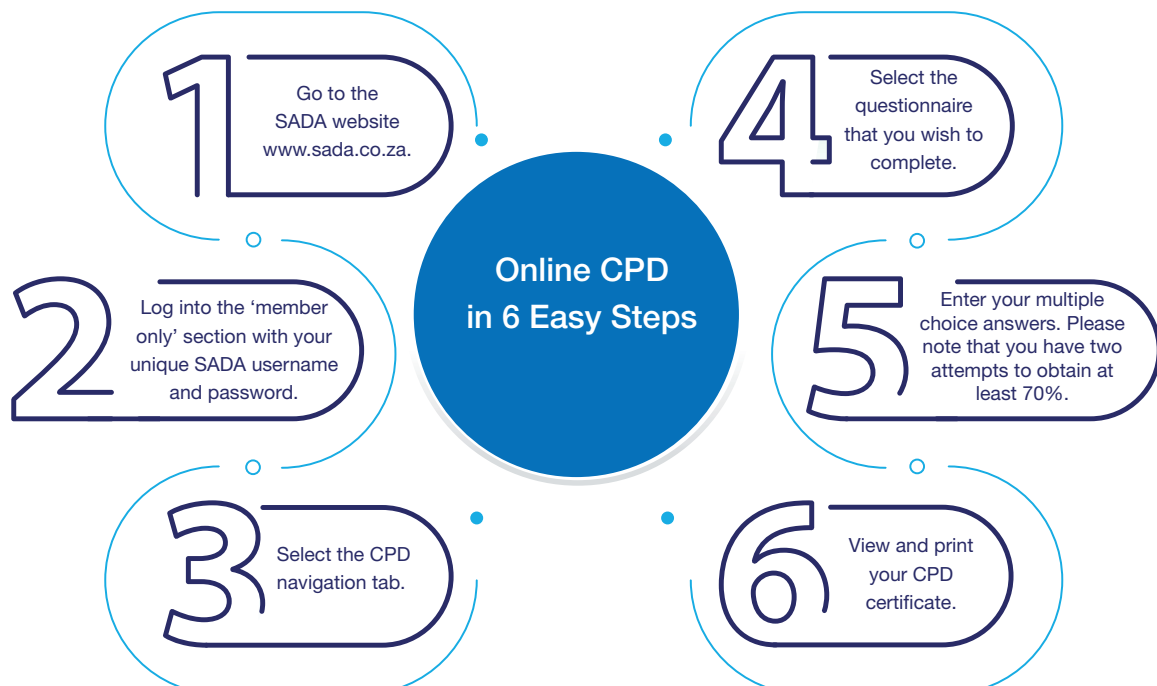 Online CPD
in 6 Easy Steps
1
Go to the
SADA website
www.sada.co.za.
2
Log into the ‘member
only’ section with your
unique SADA username
and password.
3
Select the CPD
navigation tab.
4
Select the
questionnaire
that you wish to
complete.
5
Enter your multiple
choice answers. Please
note that you have two
attempts to obtain at
least 70%.
6
View and print
your CPD
certificate.